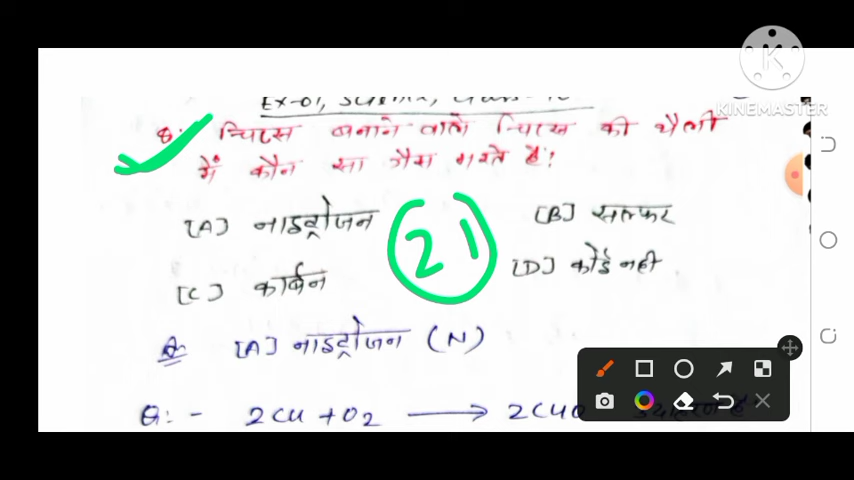 KINEMASTER
Q: चिप्स बनाने वाले चिप्स की थैली
में कौन सा गैस भरते है?
[A] नाइट्रोजन
[B] सल्फर
21
[C] कार्बन
[D] कोई नही
[A] नाइट्रोजन (N)
Q: - 2Cu + O2 → 2CuO